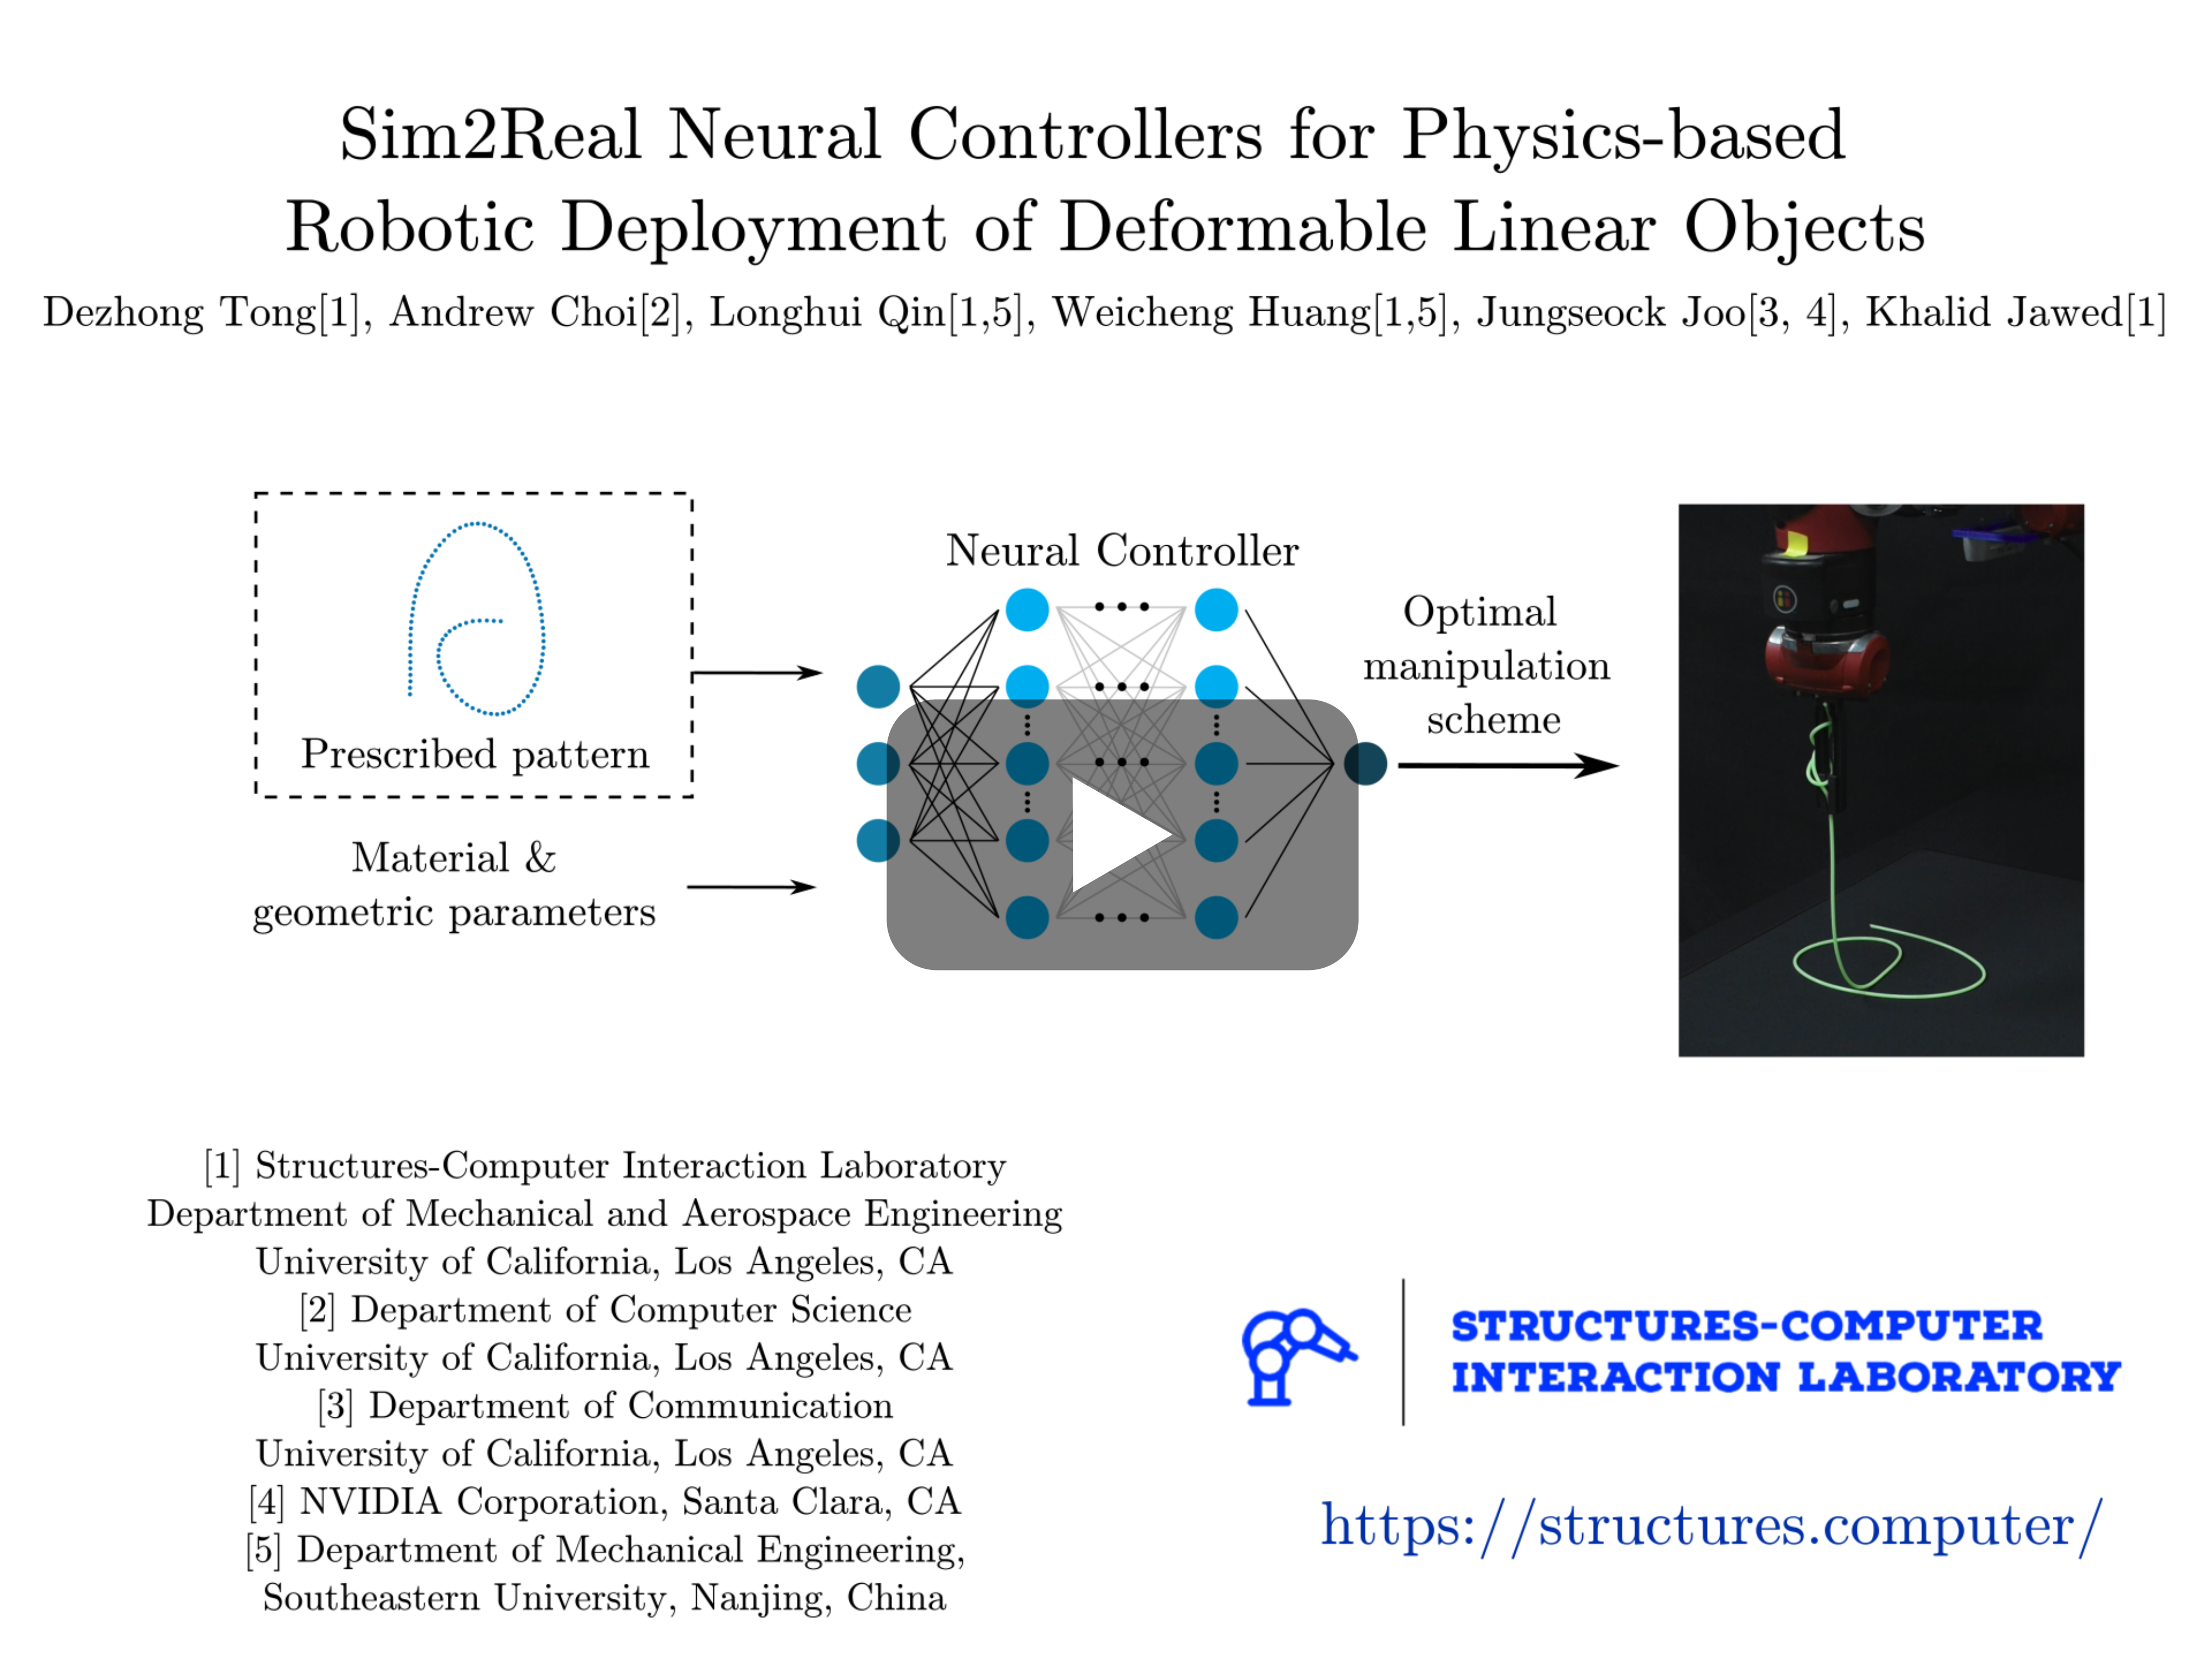 Sim2Real Neural Controllers for Physics-based
Robotic Deployment of Deformable Linear Objects
Dezhong Tong[1], Andrew Choi[2], Longhui Qin[1,5], Weicheng Huang[1,5], Jungseock Joo[3, 4], Khalid Jawed[1]
Prescribed pattern
Material &
geometric parameters
Neural Controller
Optimal
manipulation
scheme
[1] Structures-Computer Interaction Laboratory
Department of Mechanical and Aerospace Engineering
University of California, Los Angeles, CA
[2] Department of Computer Science
University of California, Los Angeles, CA
[3] Department of Communication
University of California, Los Angeles, CA
[4] NVIDIA Corporation, Santa Clara, CA
[5] Department of Mechanical Engineering,
Southeastern University, Nanjing, China
STRUCTURES-COMPUTER
INTERACTION LABORATORY
https://structures.computer/